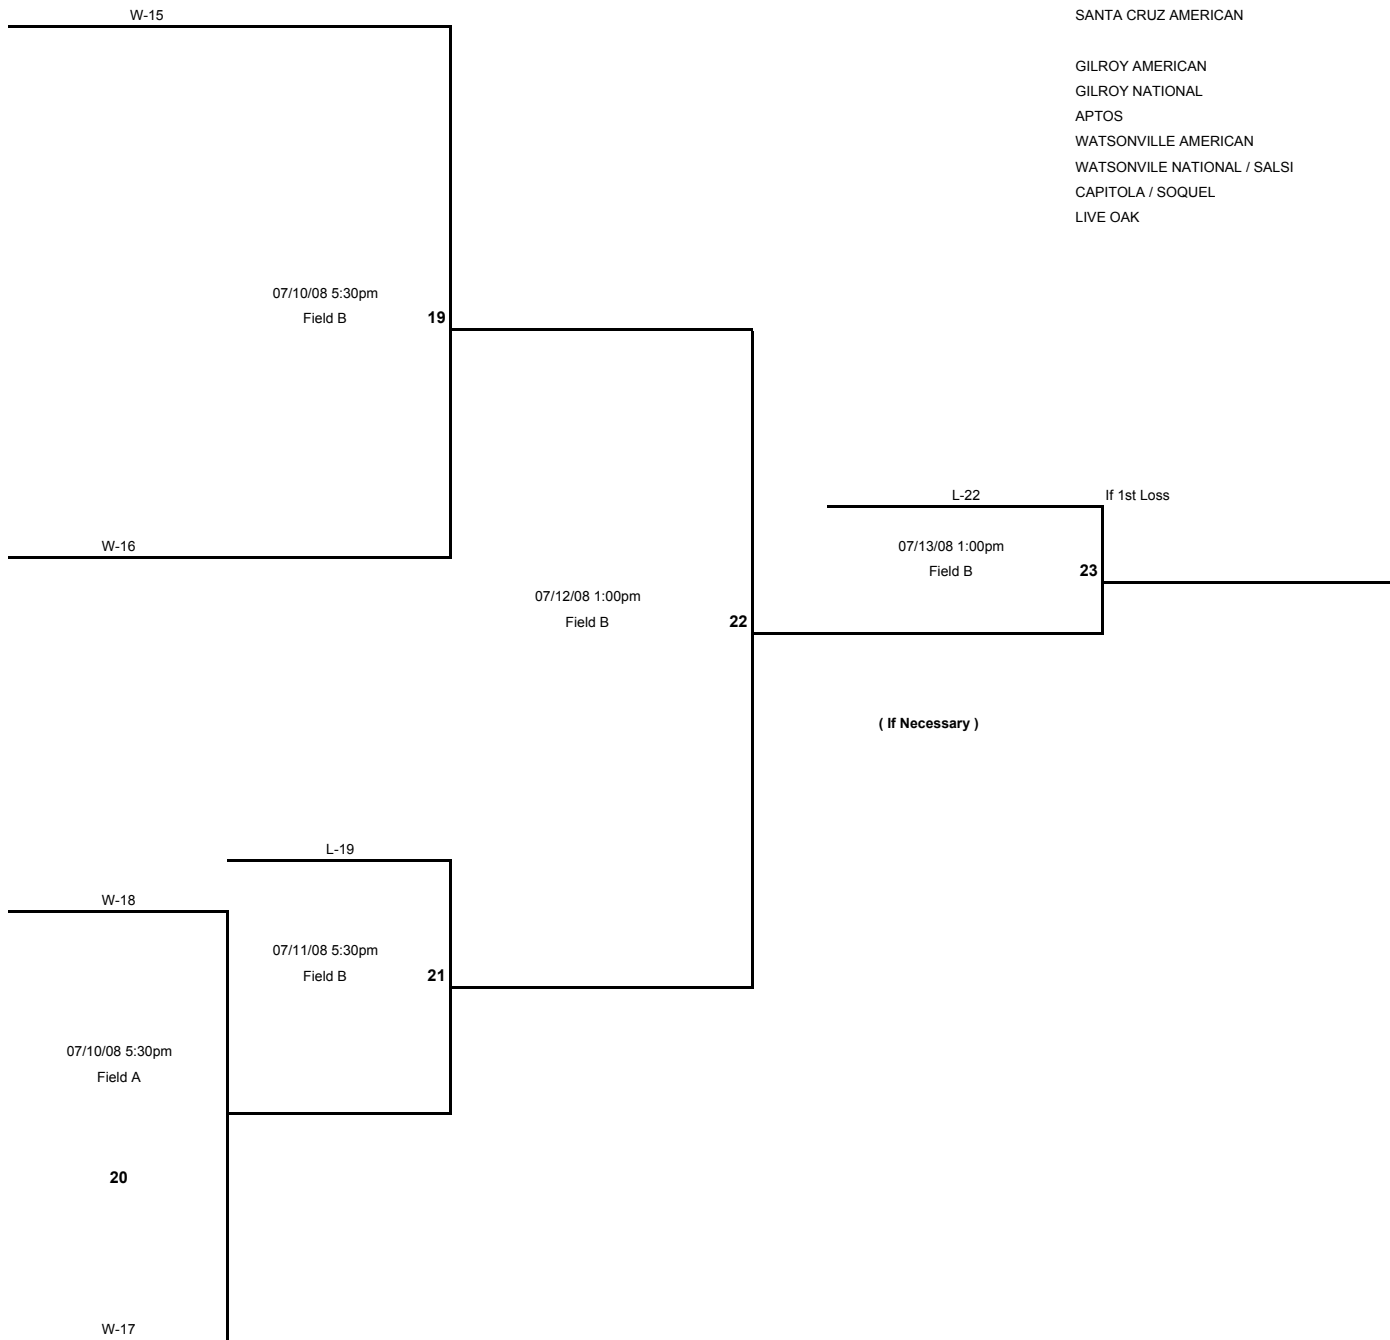 W-15
SANTA CRUZ AMERICAN
GILROY AMERICAN
GILROY NATIONAL
APTOS
WATSONVILLE AMERICAN
WATSONVILE NATIONAL / SALSI
CAPITOLA / SOQUEL
LIVE OAK
07/10/08 5:30pm
Field B
19
L-22
If 1st Loss
W-16
07/13/08 1:00pm
Field B
23
07/12/08 1:00pm
Field B
22
( If Necessary )
L-19
W-18
07/11/08 5:30pm
Field B
21
07/10/08 5:30pm
Field A
20
W-17